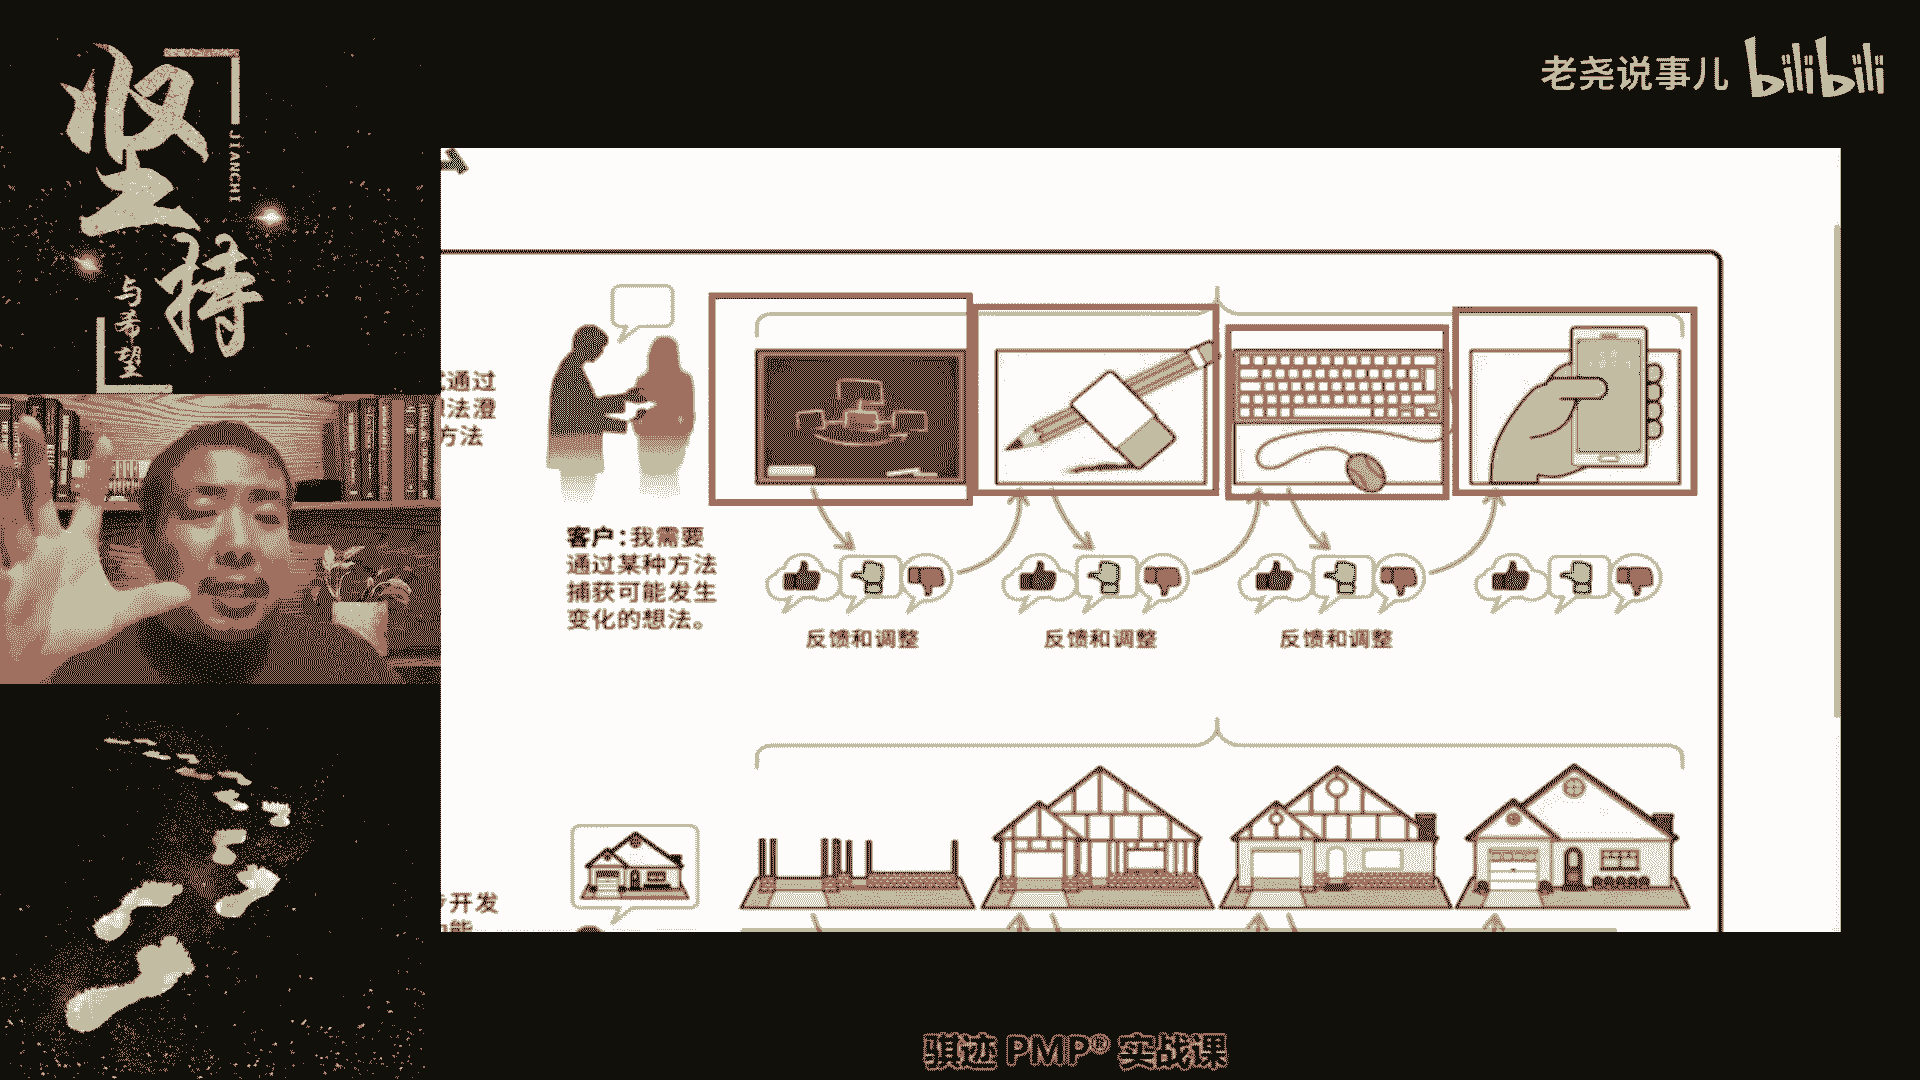 坚持
JIANCHI
与希望
老尧说事儿 bilibili
通过
法澄
方法
客户:我需要
通过某种方法
捕获可能发生
变化的想法。
反馈和调整
反馈和调整
反馈和调整
开发
骐迹 PMP® 实战课